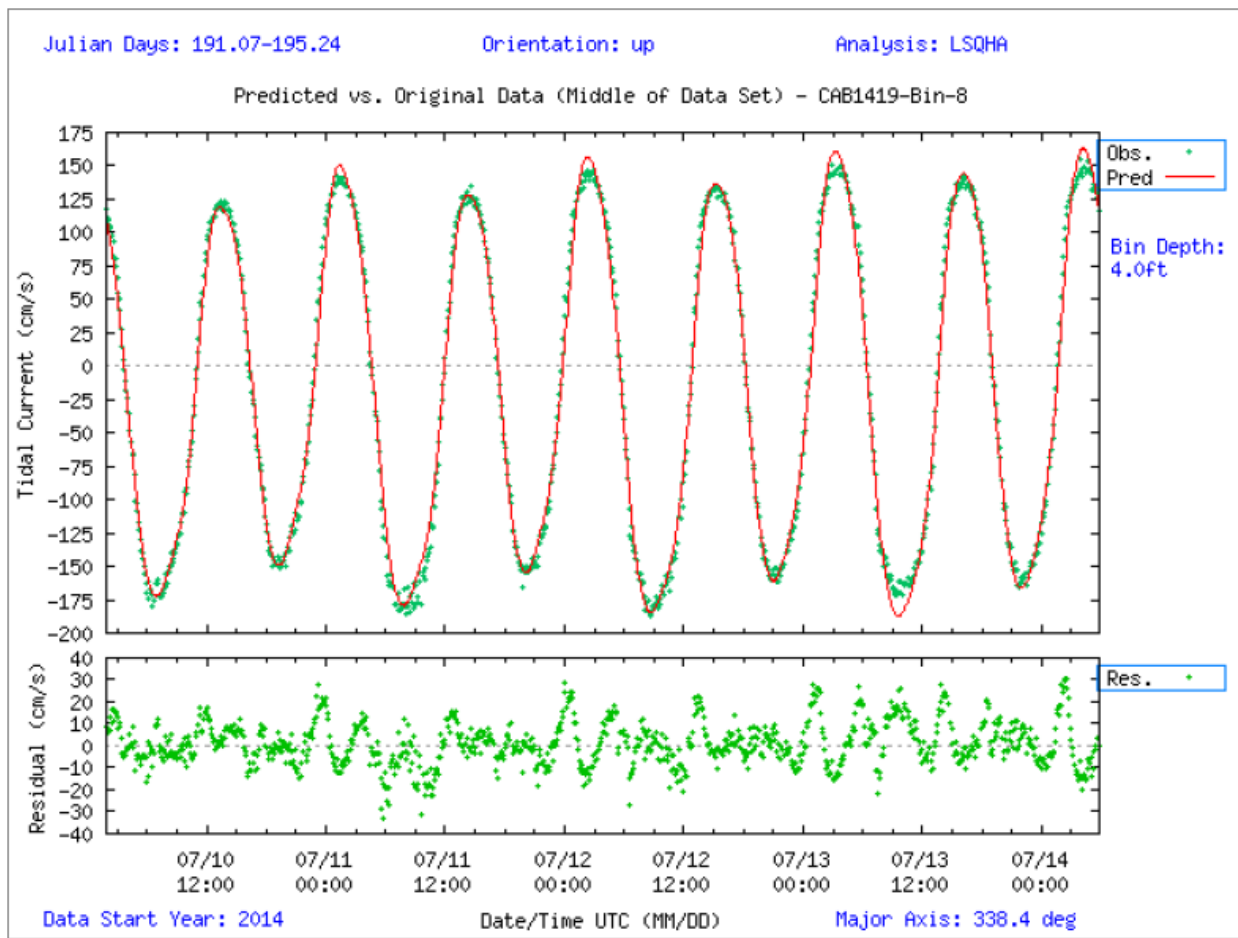 Julian Days: 191.07-195.24 Orientation: up Analysis: LSQHA
Predicted vs. Original Data (Middle of Data Set) - CAB1419-Bin-8
Tidal Current (cm/s)
175
150
125
100
75
50
25
0
-25
-50
-75
-100
-125
-150
-175
-200
Obs.
Pred
Bin Depth:
4.0ft
Residual (cm/s)
40
30
20
10
0
-10
-20
-30
-40
Res.
07/10 07/11 07/11 07/12 07/12 07/13 07/13 07/14
12:00 00:00 12:00 00:00 12:00 00:00 12:00 00:00
Data Start Year: 2014 Date/Time UTC (MM/DD) Major Axis: 338.4 deg